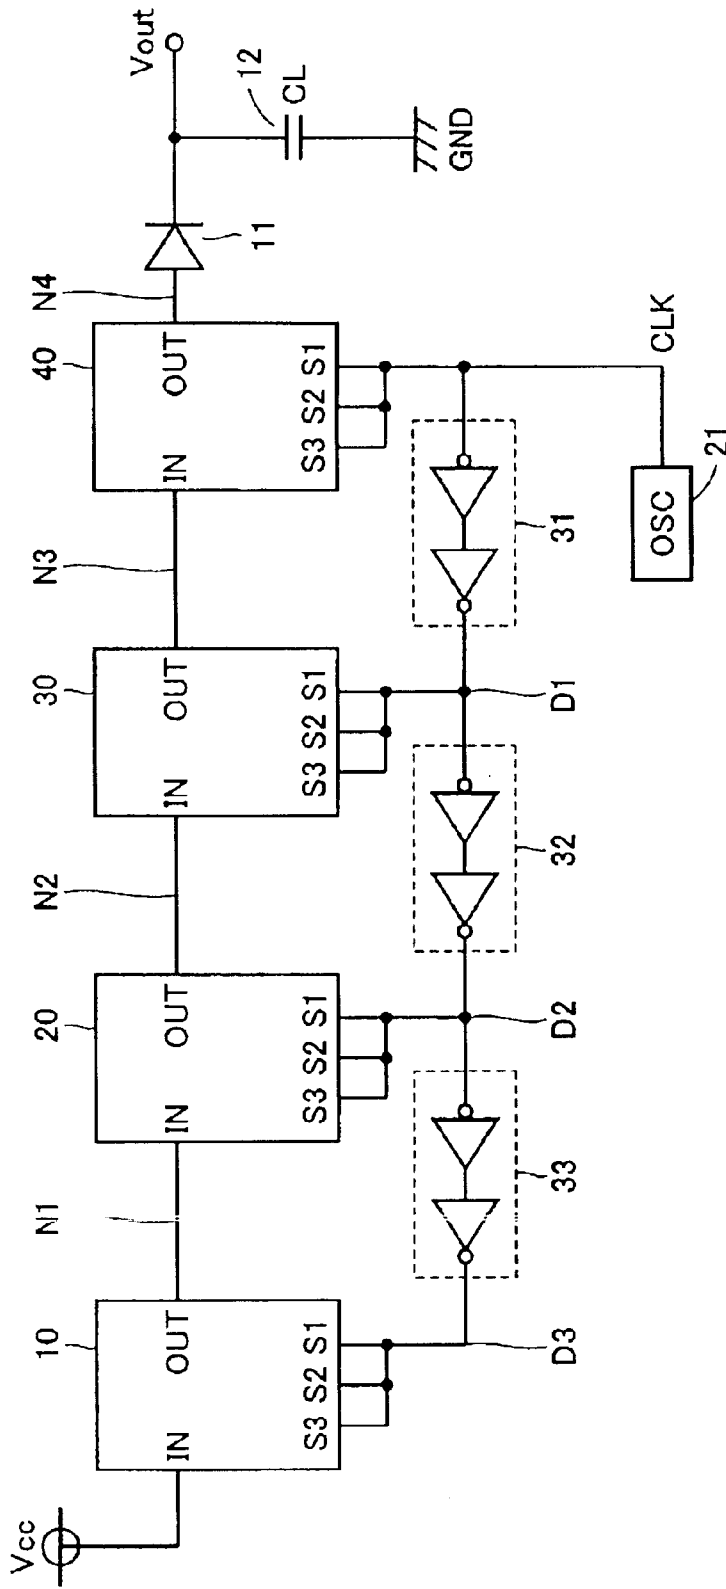 Vcc
10
IN
OUT
S3 S2 S1
N1
20
IN
OUT
S3 S2 S1
N2
30
IN
OUT
S3 S2 S1
N3
40
IN
OUT
S3 S2 S1
N4
11
Vout
12
CL
GND
D3
33
D2
32
D1
31
OSC
21
CLK